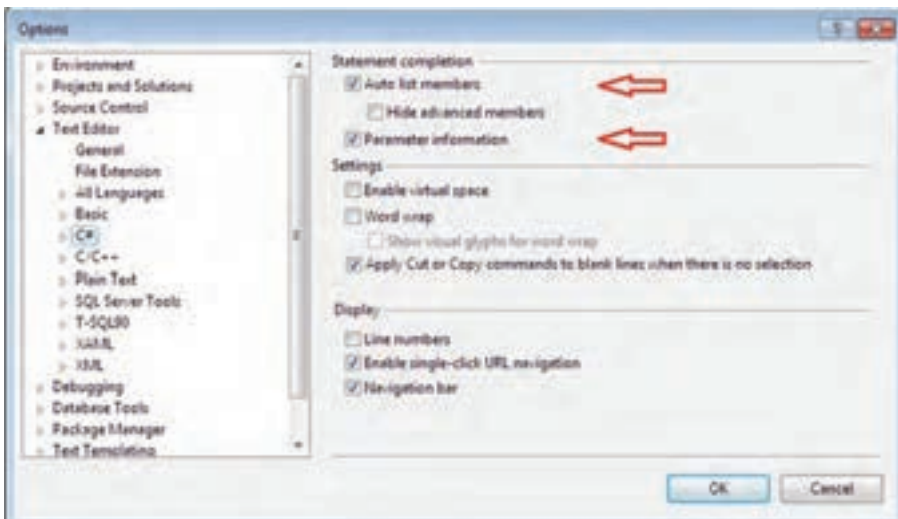 Options
Environment
Projects and Solutions
Source Control
Text Editor
General
File Extension
All Languages
Basic
C#
C/C++
Plain Text
SQL Server Tools
T-SQL90
XAML
XML
Debugging
Database Tools
Package Manager
Text Templating
Statement completion
Auto list members
Hide advanced members
Parameter information
Settings
Enable virtual space
Word wrap
Show visual glyphs for word wrap
Apply Cut or Copy commands to blank lines when there is no selection
Display
Line numbers
Enable single-click URL navigation
Navigation bar
OK
Cancel